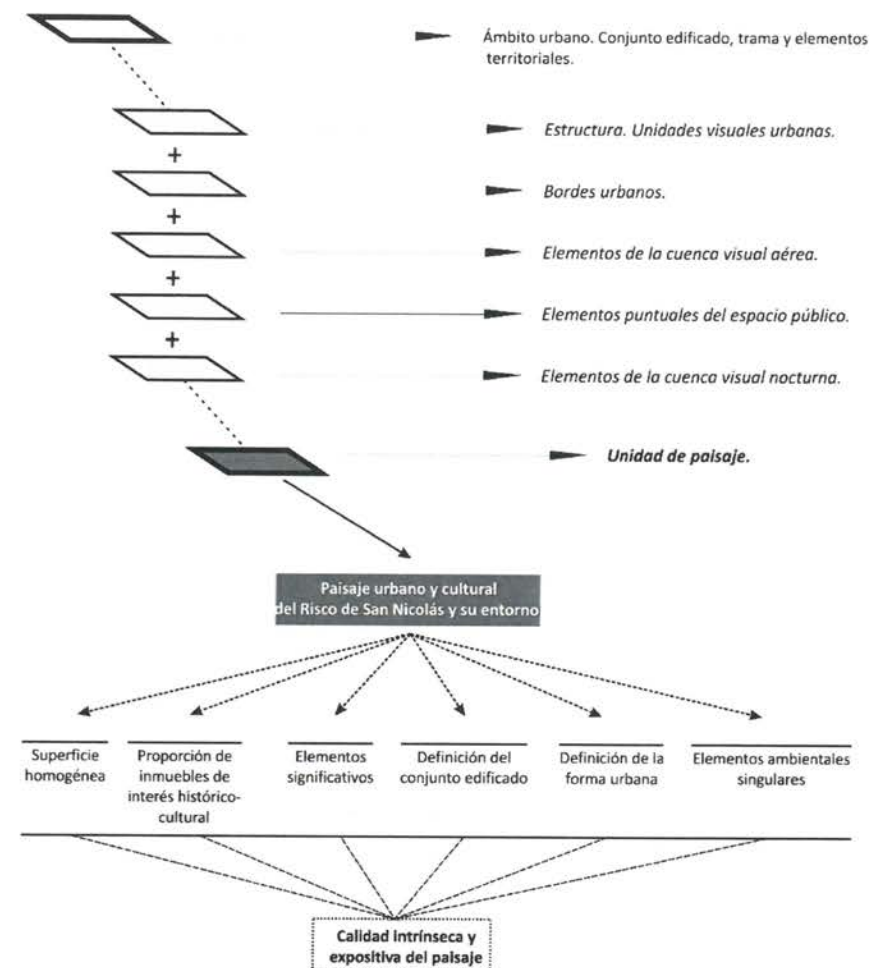 Ámbito urbano. Conjunto edificado, trama y elementos
territoriales.
Estructura. Unidades visuales urbanas.
+
Bordes urbanos.
+
Elementos de la cuenca visual aérea.
+
Elementos puntuales del espacio público.
+
Elementos de la cuenca visual nocturna.
Unidad de paisaje.
Paisaje urbano y cultural
del Risco de San Nicolás y su entorno
Superficie
homogénea
Proporción de
inmuebles de
interés histórico-
cultural
Elementos
significativos
Definición del
conjunto edificado
Definición de la
forma urbana
Elementos ambientales
singulares
Calidad intrínseca y
expositiva del paisaje